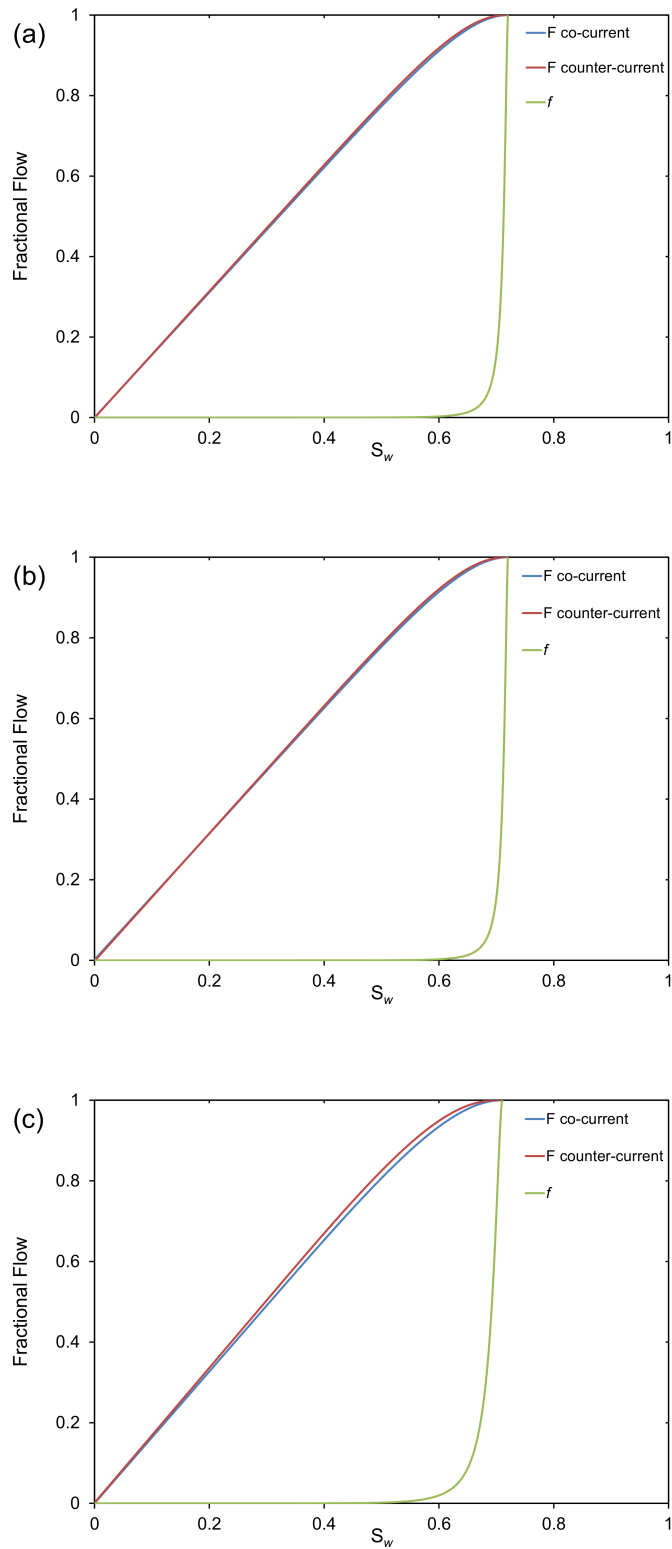 (a)
1
F co-current
F counter-current
f
0.8
0.6
Fractional Flow
0.4
0.2
0
0 0.2 0.4 0.6 0.8 1
Sw
(b)
1
F co-current
F counter-current
f
0.8
0.6
Fractional Flow
0.4
0.2
0
0 0.2 0.4 0.6 0.8 1
Sw
(c)
1
F co-current
F counter-current
f
0.8
0.6
Fractional Flow
0.4
0.2
0
0 0.2 0.4 0.6 0.8 1
Sw